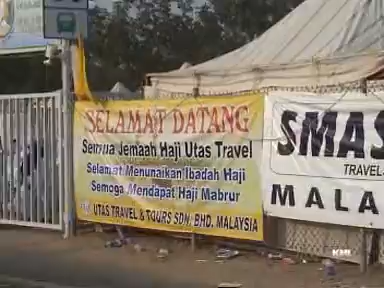 SELAMAT DATANG
Semua Jemaah Haji Utas Travel
Selamat Menunaikan Ibadah Haji
Semoga Mendapat Haji Mabrur
UTAS TRAVEL & TOURS SDN. BHD. MALAYSIA
SMAS
TRAVEL
MALA
KML